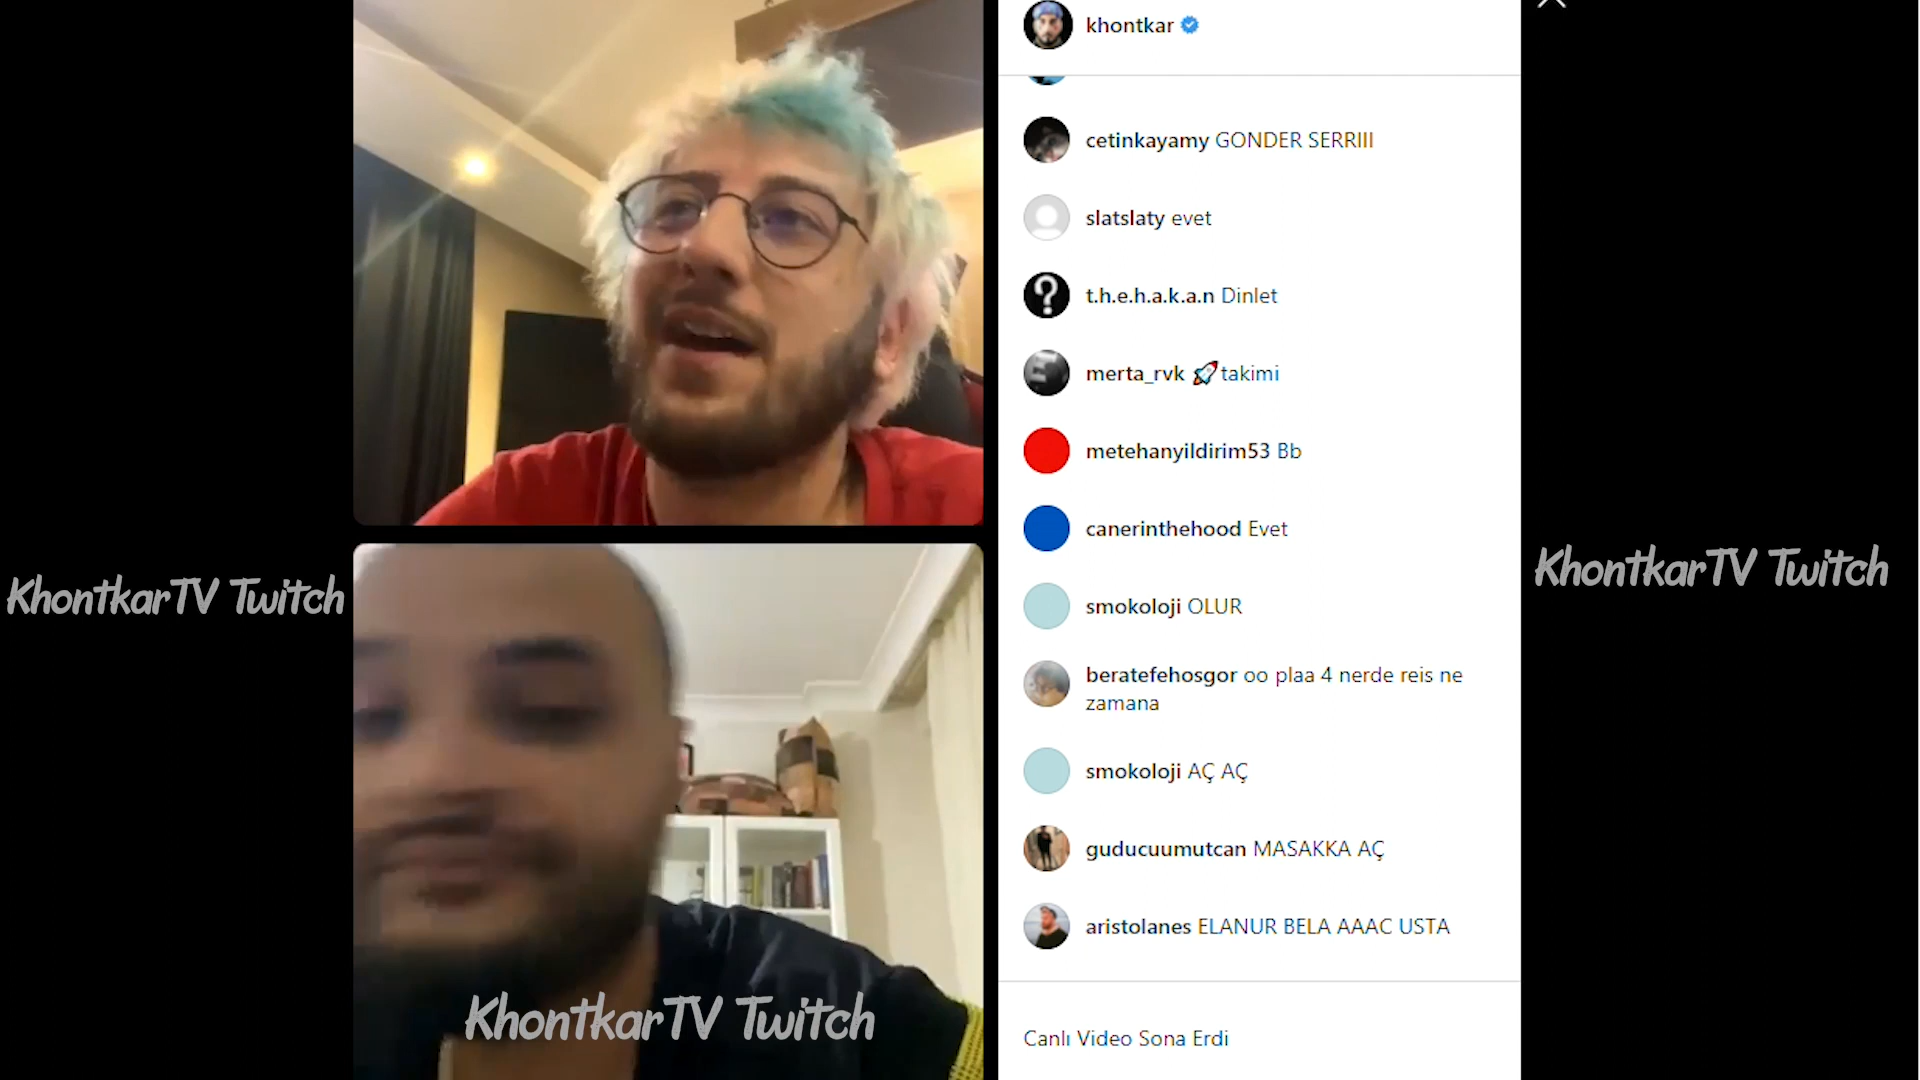 khontkar
cetinkayamy GONDER SERRIII
slatslaty evet
t.h.e.h.a.k.a.n Dinlet
merta_rvk 🚀takimi
metehanyildirim53 Bb
canerinthehood Evet
smokoloji OLUR
beratefehosgor oo plaa 4 nerde reis ne
zamana
smokoloji AÇ AÇ
guducuumutcan MASAKKA AÇ
aristolanes ELANUR BELA AAAC USTA
Canlı Video Sona Erdi
KhontkarTV Twitch
KhontkarTV Twitch
KhontkarTV Twitch